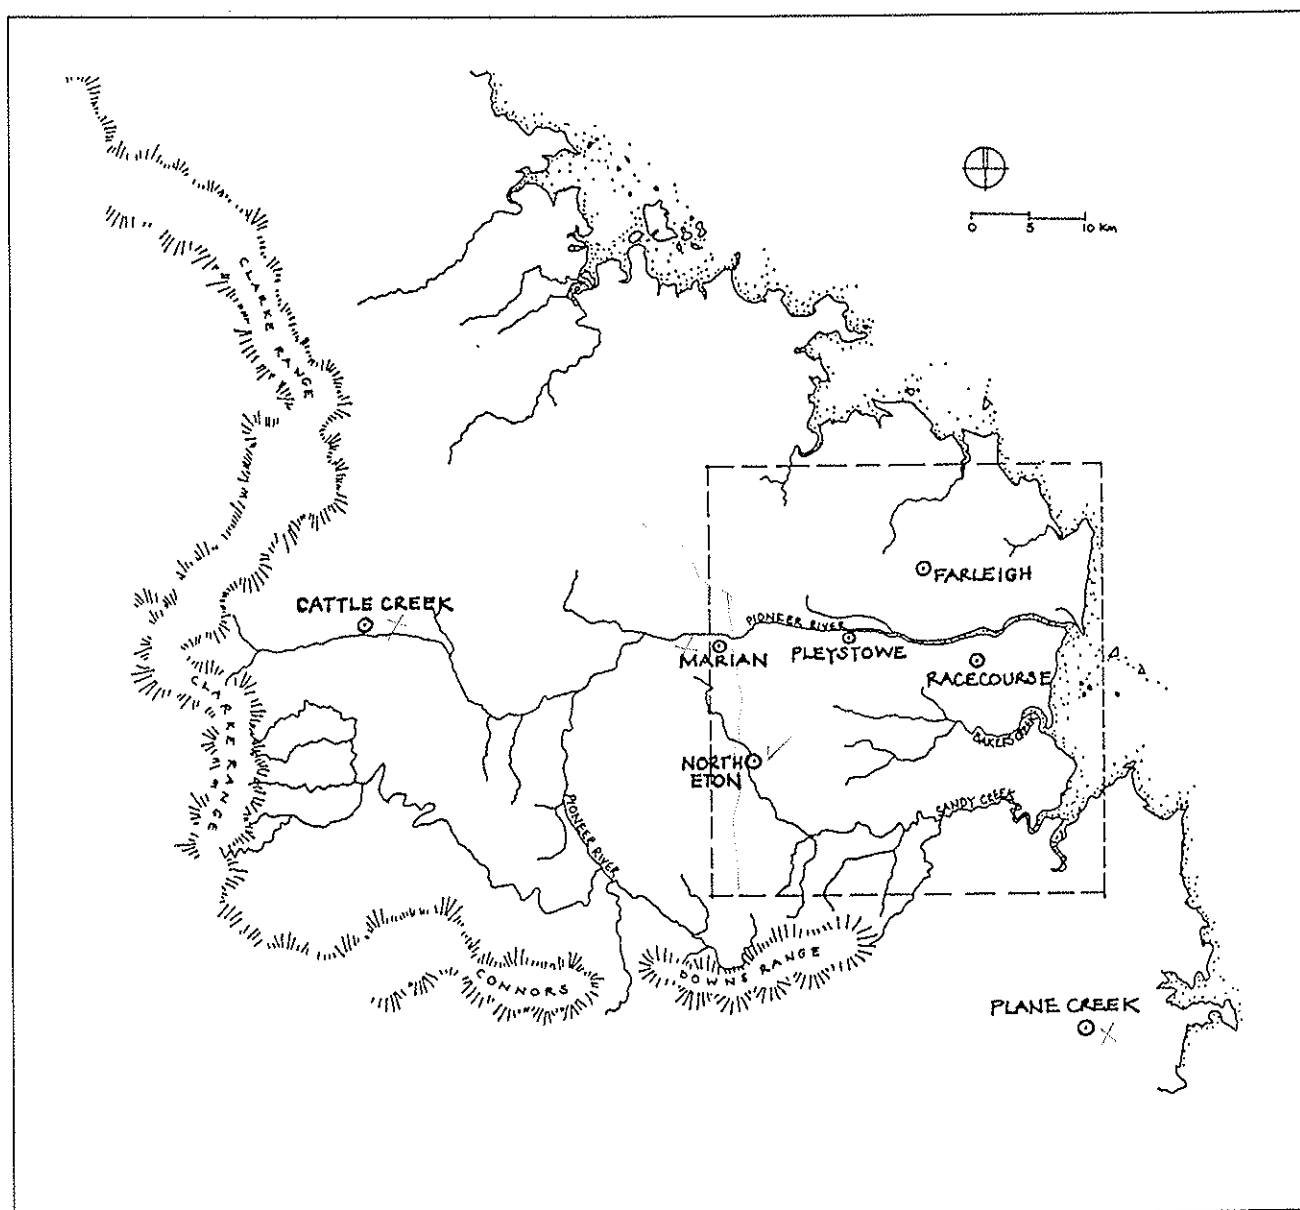 0 5 10 Km
CLARKE RANGE
FARLEIGH
CATTLE CREEK
PIONEER RIVER
MARIAN
PLEYSTOWE
RACECOURSE
CLARKE RANGE
BAKERS CREEK
NORTH
ETON
SANDY CREEK
PIONEER RIVER
CONNORS
DOWNS RANGE
PLANE CREEK